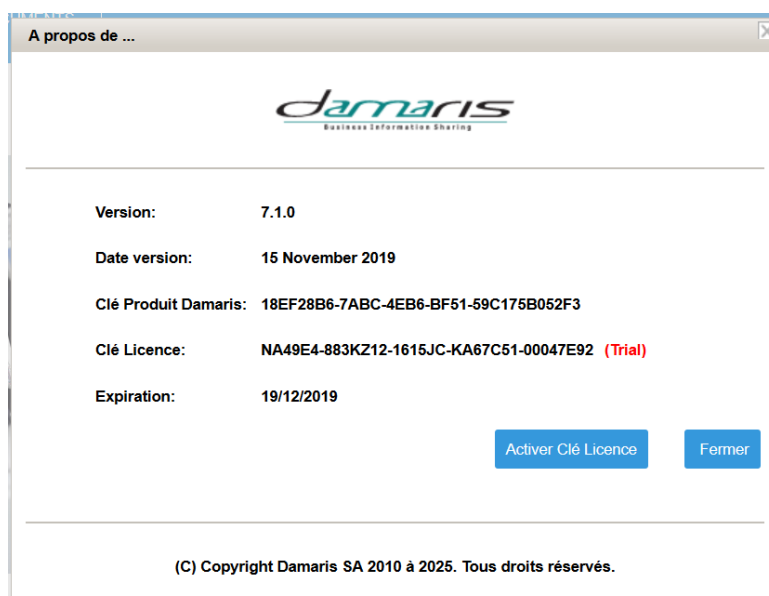 A propos de ...
damaris
Business Information Sharing
Version: 7.1.0
Date version: 15 November 2019
Clé Produit Damaris: 18EF28B6-7ABC-4EB6-BF51-59C175B052F3
Clé Licence: NA49E4-883KZ12-1615JC-KA67C51-00047E92 (Trial)
Expiration: 19/12/2019
Activer Clé Licence Fermer
(C) Copyright Damaris SA 2010 à 2025. Tous droits réservés.